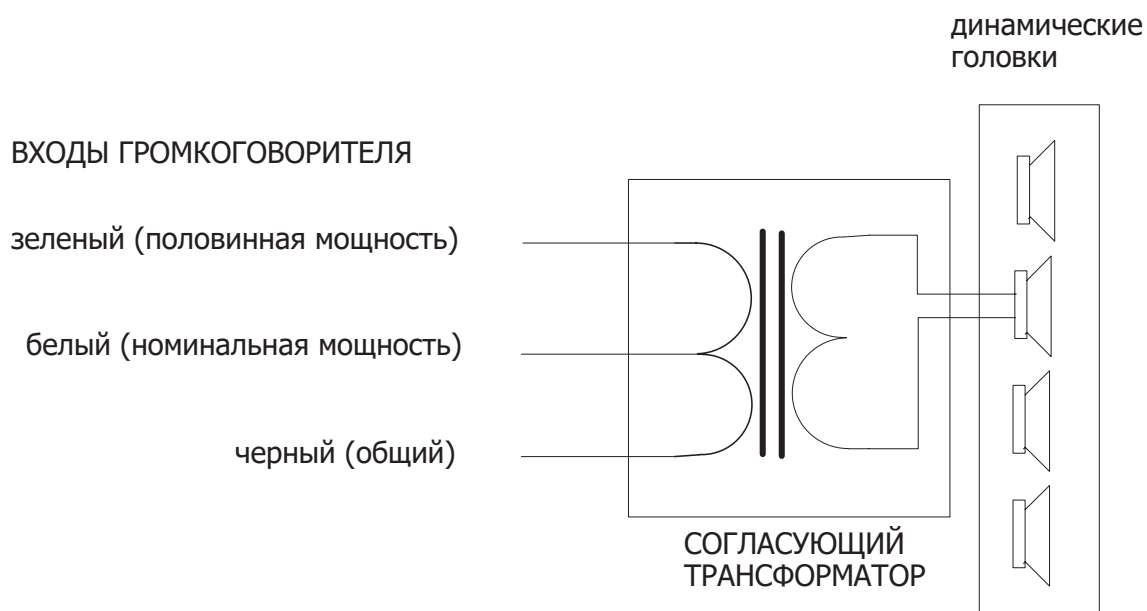 динамические
головки
ВХОДЫ ГРОМКОГОВОРИТЕЛЯ
зеленый (половинная мощность)
белый (номинальная мощность)
черный (общий)
СОГЛАСУЮЩИЙ
ТРАНСФОРМАТОР